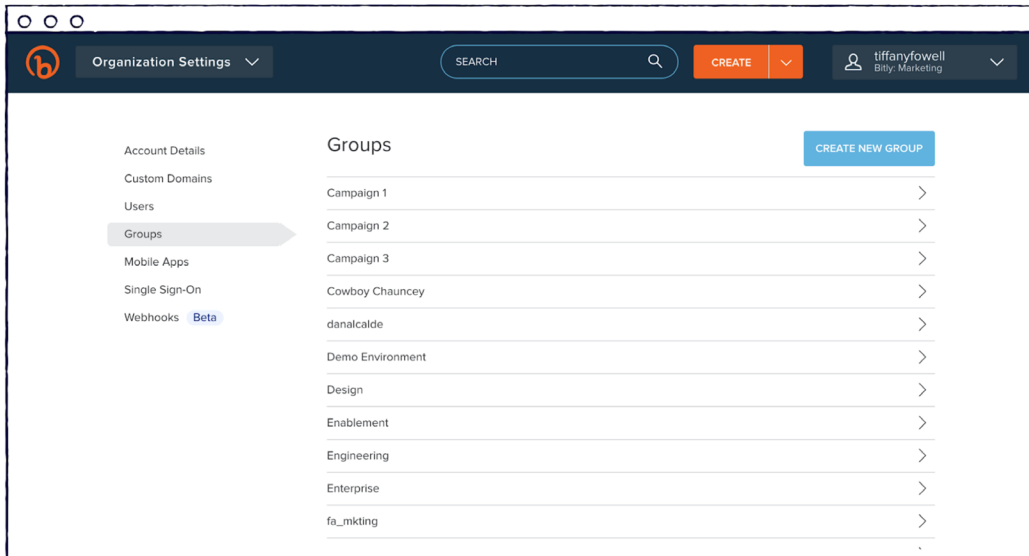 Organization Settings
SEARCH
CREATE
tiffanyfowell
Bitly: Marketing
Account Details
Custom Domains
Users
Groups
Mobile Apps
Single Sign-On
Webhooks Beta
Groups
CREATE NEW GROUP
Campaign 1
Campaign 2
Campaign 3
Cowboy Chauncey
danalcalde
Demo Environment
Design
Enablement
Engineering
Enterprise
fa_mkting